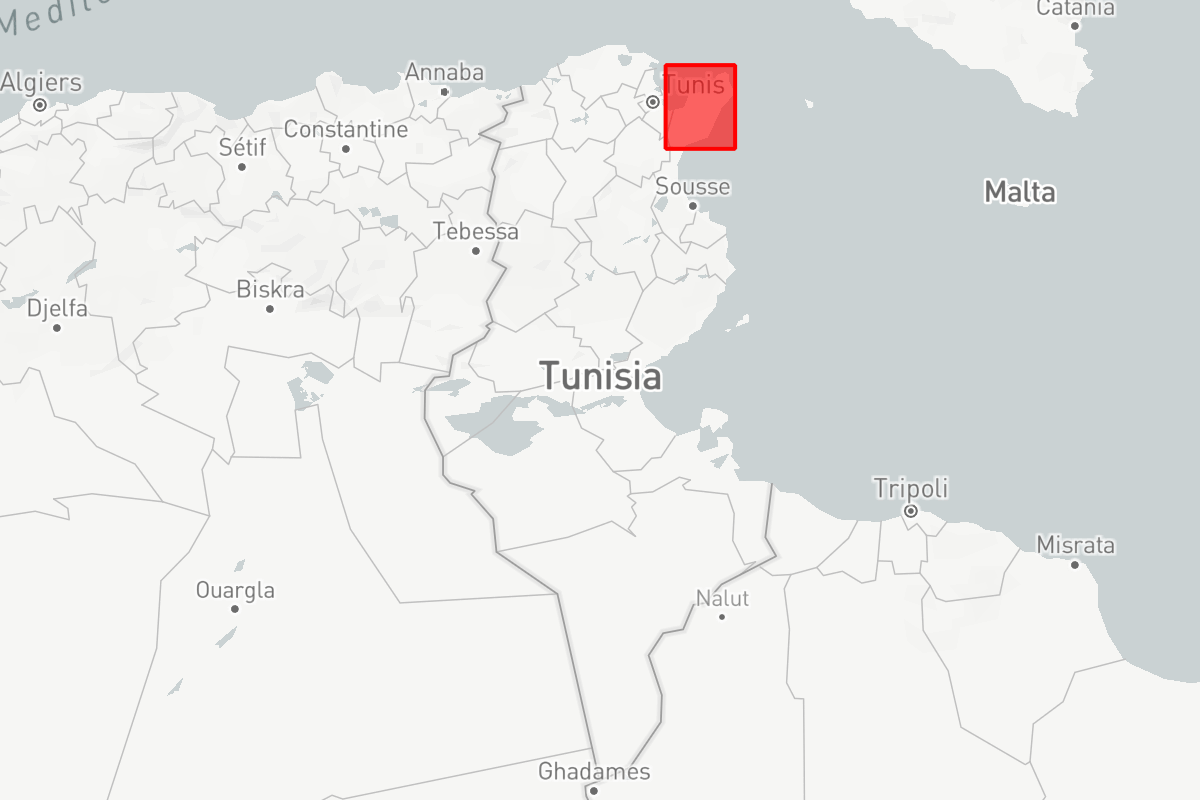 Medit
Catania
Algiers
Annaba
Tunis
Constantine
Sétif
Sousse
Malta
Tebessa
Biskra
Djelfa
Tunisia
Tripoli
Misrata
Ouargla
Nalut
Ghadames